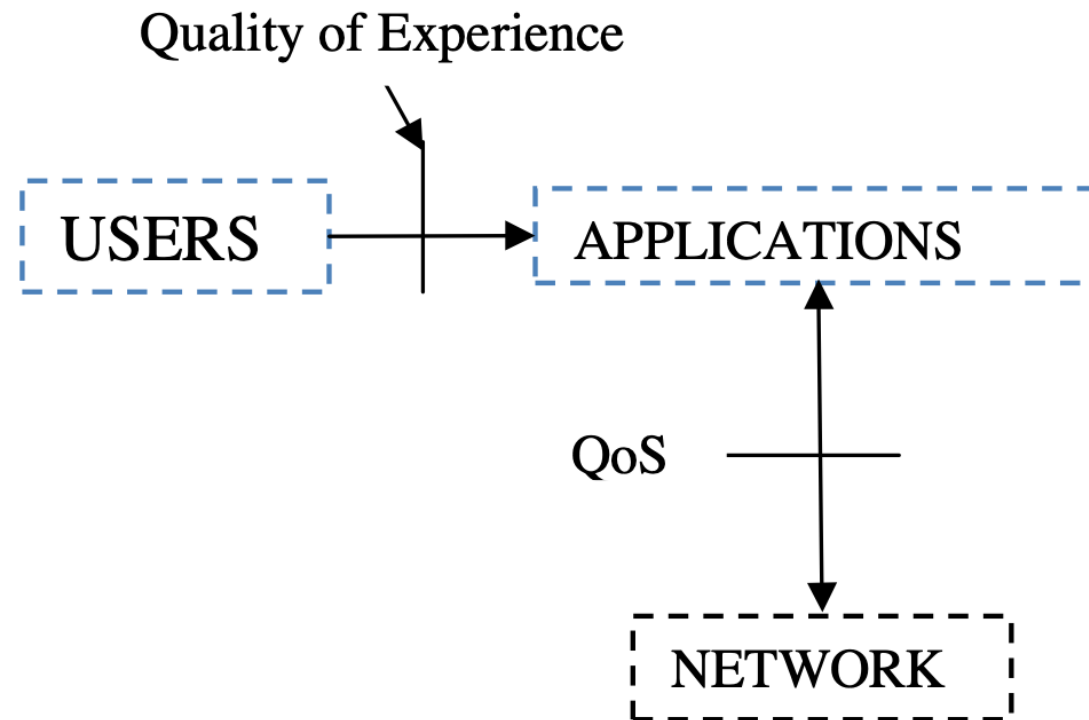 Quality of Experience
USERS
APPLICATIONS
QoS
NETWORK